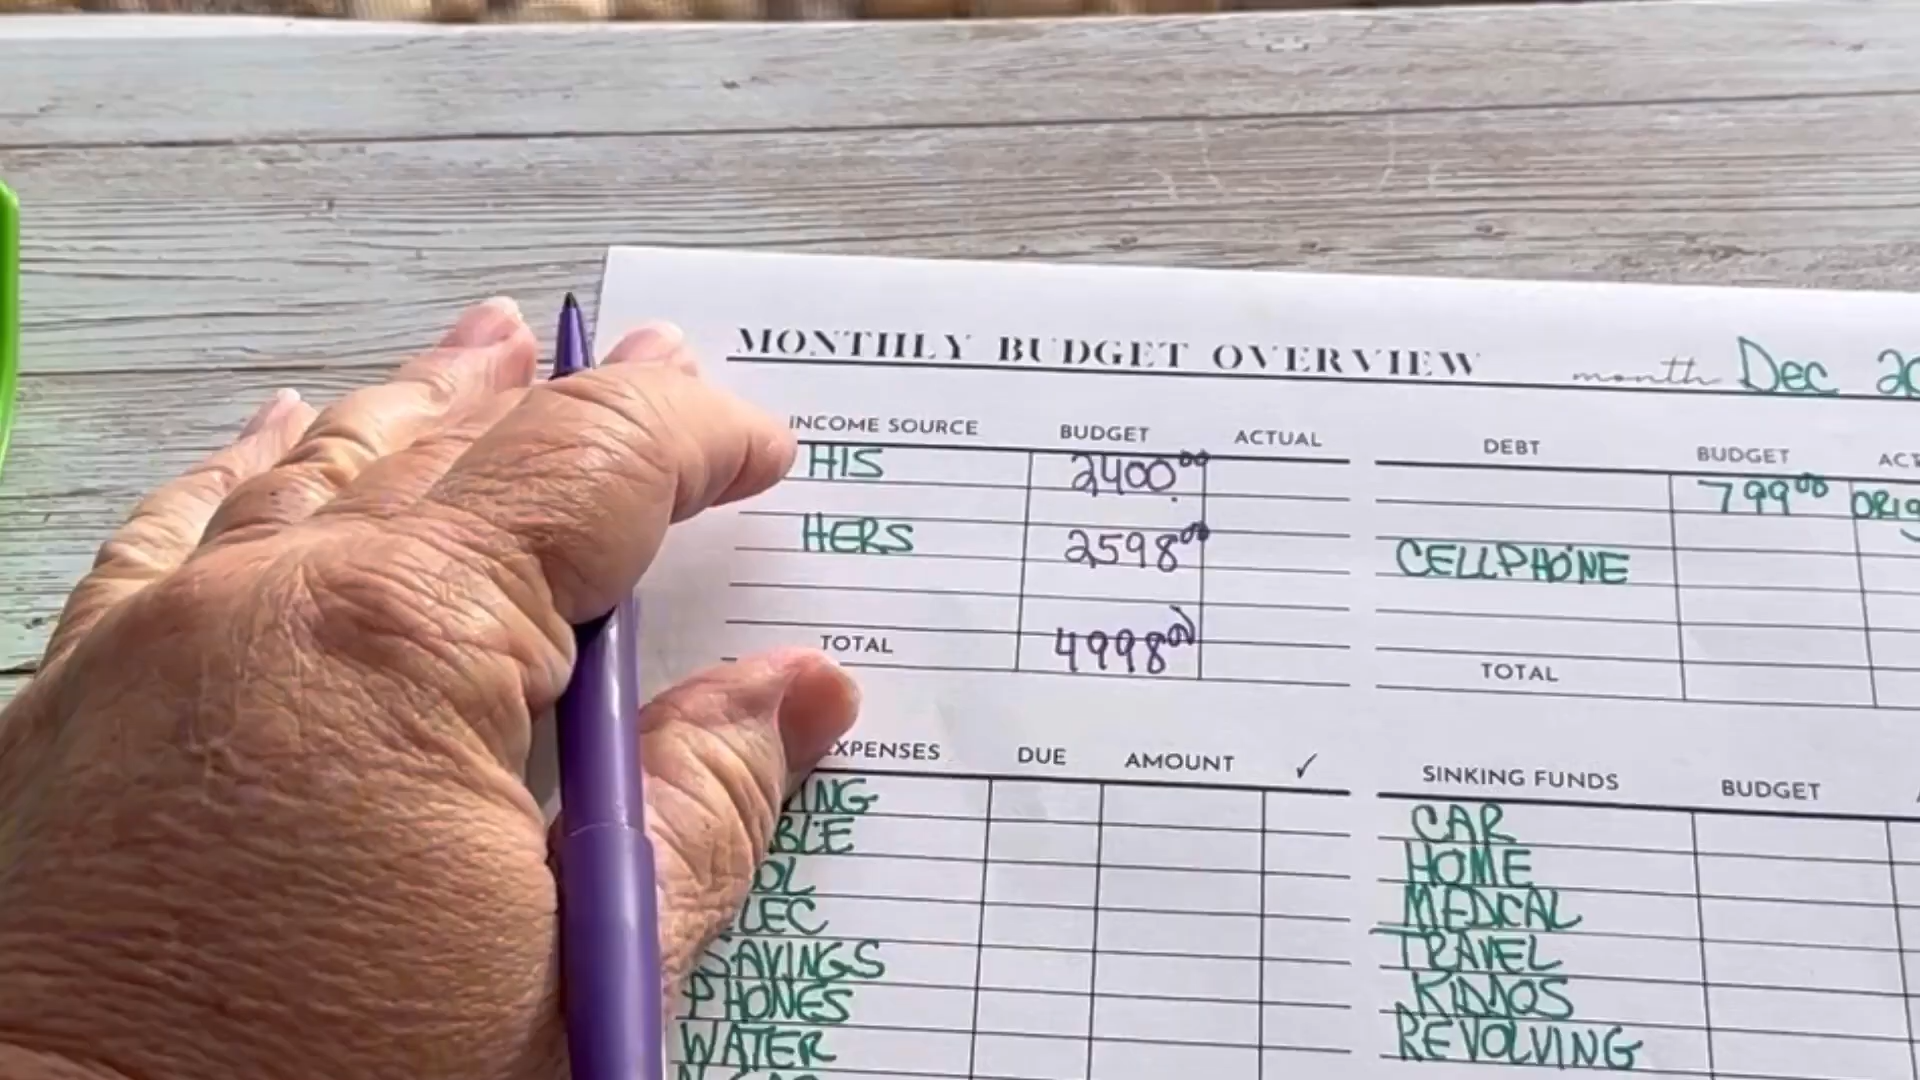 MONTHLY BUDGET OVERVIEW month Dec
INCOME SOURCE BUDGET ACTUAL
HIS 2400.00
HERS 2598.00
TOTAL 4998.00
DEBT BUDGET
799.00
CELLPHONE
TOTAL
EXPENSES DUE AMOUNT ✓
SAVINGS
PHONES
WATER
SINKING FUNDS BUDGET
CAR
HOME
MEDICAL
TRAVEL
KIDDOS
REVOLVING